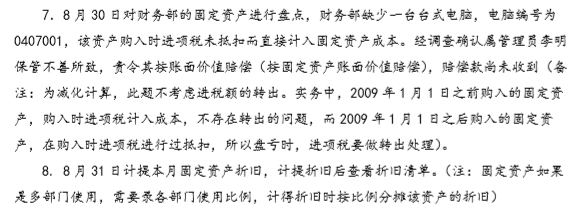 7．8 月 30 日对财务部的固定资产进行盘点，财务部缺少一台台式电脑，电脑编号为
0407001，该资产购入时进项税未抵扣而直接计入固定资产成本。经调查确认属管理员李明
保管不善所致，责令其按账面价值赔偿（按固定资产账面价值赔偿），赔偿款尚未收到（备
注：为减化计算，此题不考虑进税额的转出。实务中，2009 年 1 月 1 日之前购入的固定资
产，购入时进项税计入成本，不存在转出的问题，而 2009 年 1 月 1 日之后购入的固定资
产，在购入时进项税进行过抵扣，所以盘亏时，进项税要做转出处理）。
8．8 月 31 日计提本月固定资产折旧，计提折旧后查看折旧清单。（注：固定资产如果
是多部门使用，需要录各部门使用比例，计得折旧时按比例分摊该资产的折旧）